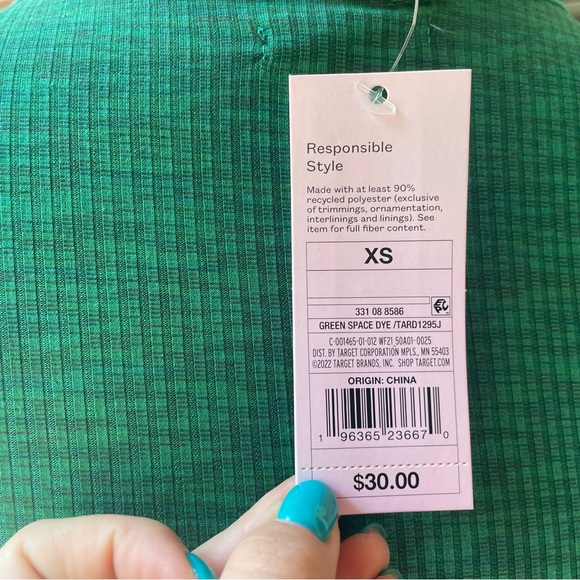 Responsible
Style
Made with at least 90%
recycled polyester (exclusive
of trimmings, ornamentation,
interlinings and linings). See
item for full fiber content.
XS
331 08 8586
GREEN SPACE DYE /TARD1295J
C-001465-01-012 WF21_50A01-0025
DIST. BY TARGET CORPORATION MPLS., MN 55403
©2022 TARGET BRANDS, INC. SHOP TARGET.COM
ORIGIN: CHINA
1 96365 23667 0
$30.00